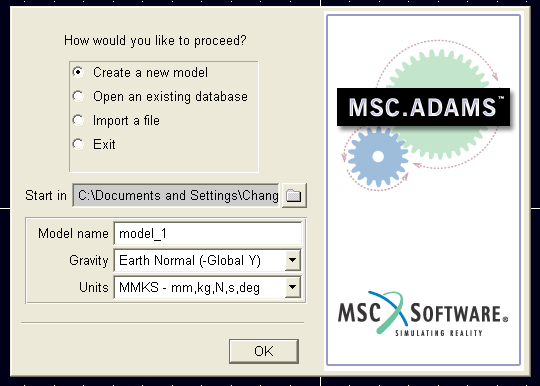 How would you like to proceed?
Create a new model
Open an existing database
Import a file
Exit
Start in C:\Documents and Settings\Chang
Model name model_1
Gravity Earth Normal (-Global Y)
Units MMKS - mm,kg,N,s,deg
OK
MSC.ADAMS™
MSC SOFTWARE®
SIMULATING REALITY